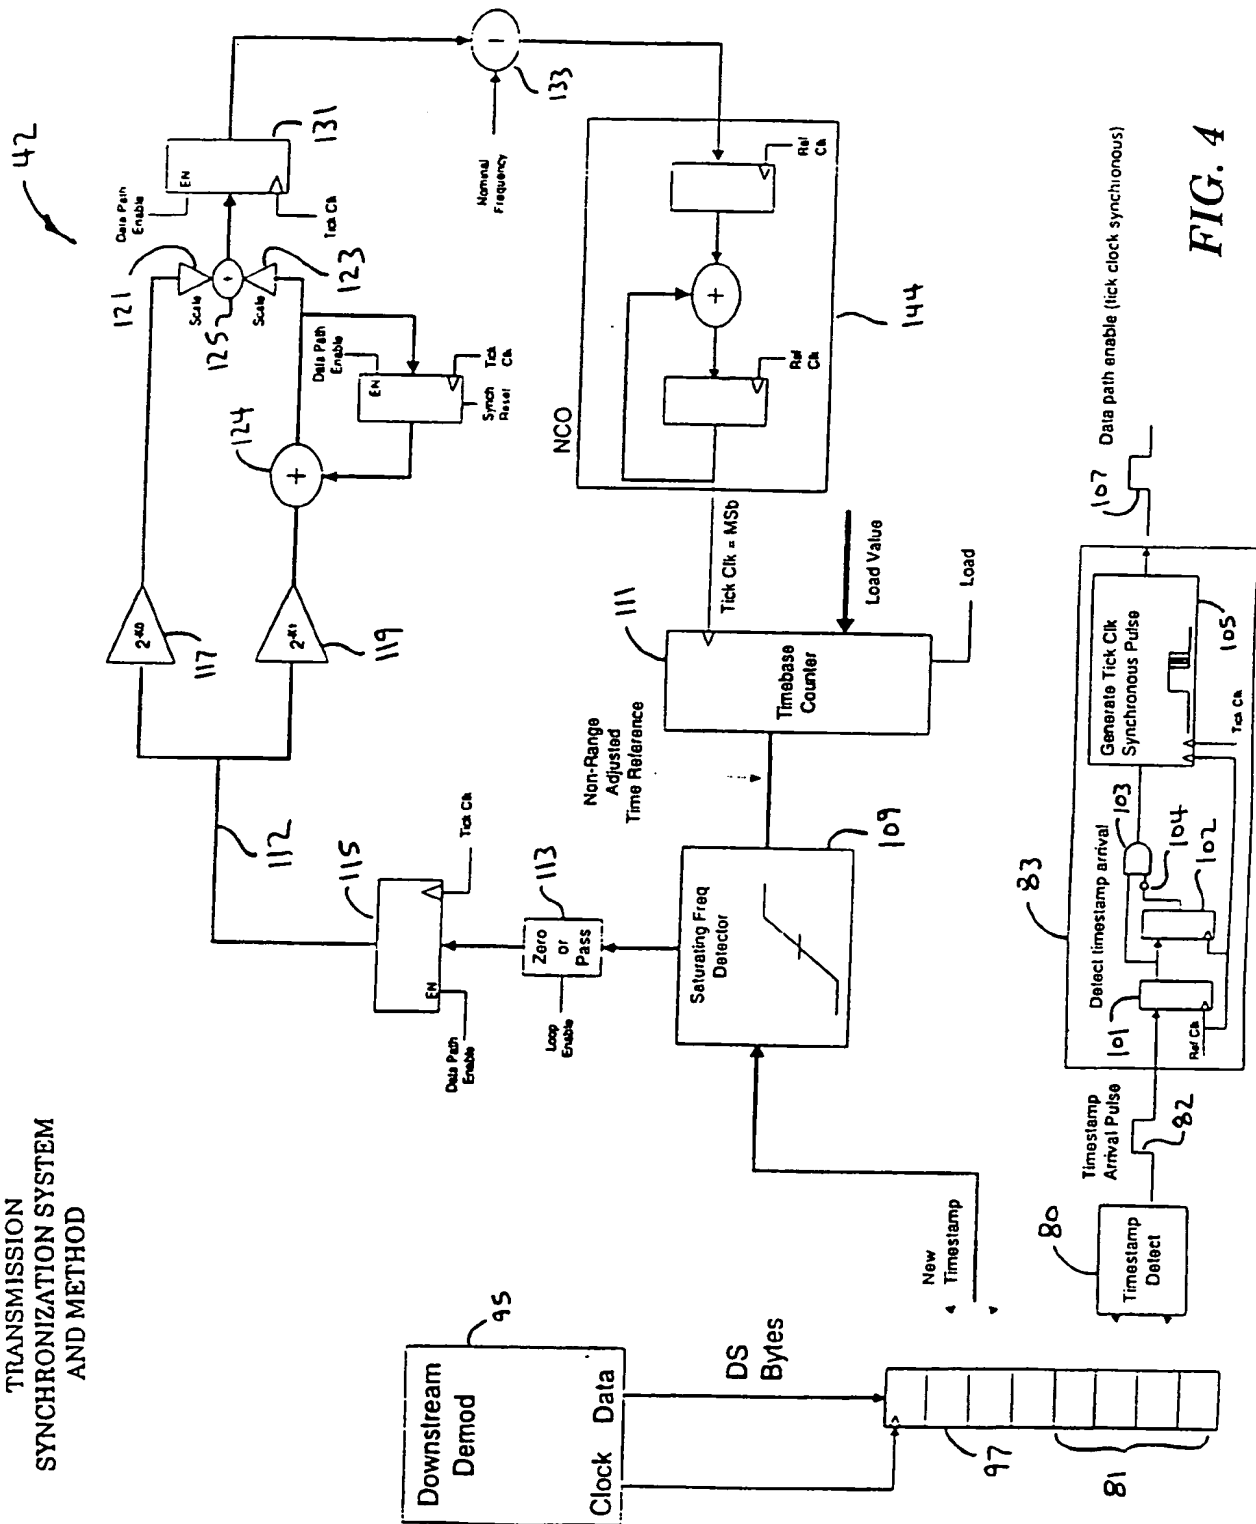 TRANSMISSION
SYNCHRONIZATION SYSTEM
AND METHOD
42
Data Path
Enable
EN
131
Tick Clk
121
Scale
125
Scale
123
Nominal
Frequency
133
124
Data Path
Enable
EN
Tick
Clk
Synch
Reset
2-K0
117
2-K1
119
112
NCO
Ref
Clk
Ref
Clk
144
Tick Clk = MSb
Load Value
Load
111
Timebase
Counter
Non-Range
Adjusted
Time Reference
115
EN
Tick Clk
Data Path
Enable
113
Zero
or
Pass
Loop
Enable
Saturating Freq
Detector
109
New
Timestamp
95
Downstream
Demod
Clock Data
DS
Bytes
97
81
80
Timestamp
Detect
Timestamp
Arrival Pulse
82
83
Detect timestamp arrival
101
Ref Clk
102
104
103
Generate Tick Clk
Synchronous Pulse
Tick Clk
105
107
Data path enable (tick clock synchronous)
FIG. 4